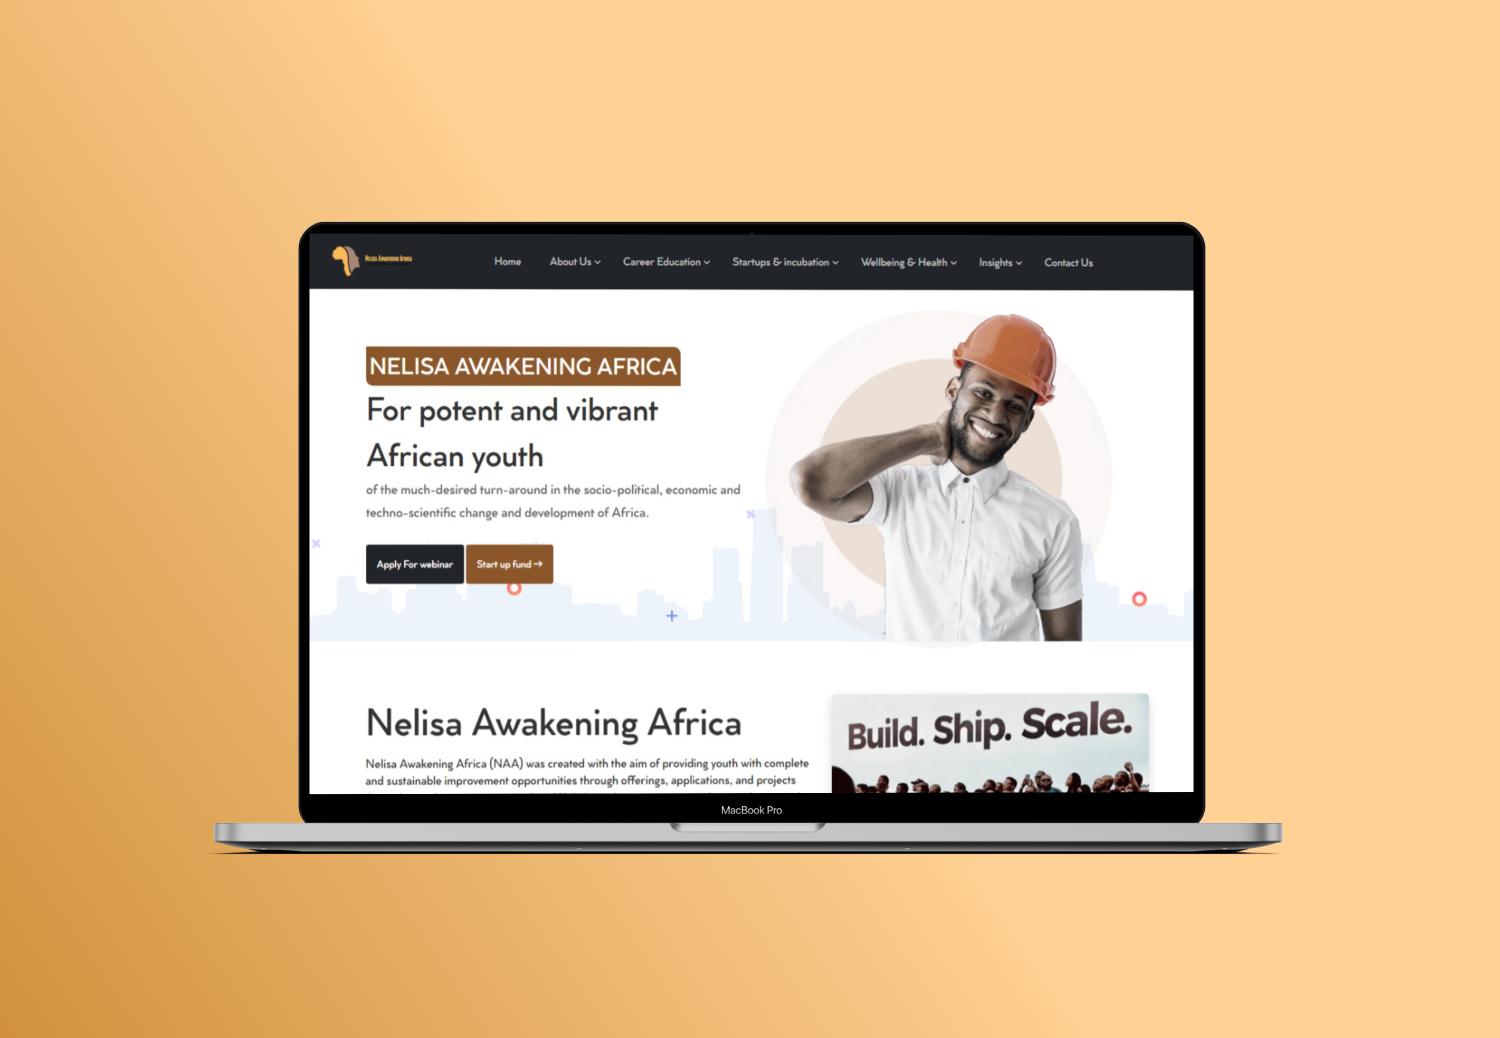 Nelisa Awakening Africa
Home About Us Career Education Startups & incubation Wellbeing & Health Insights Contact Us
NELISA AWAKENING AFRICA
For potent and vibrant
African youth
of the much-desired turn-around in the socio-political, economic and
techno-scientific change and development of Africa.
Apply For webinar Start up fund →
Nelisa Awakening Africa
Build. Ship. Scale.
Nelisa Awakening Africa (NAA) was created with the aim of providing youth with complete
and sustainable improvement opportunities through offerings, applications, and projects
MacBook Pro